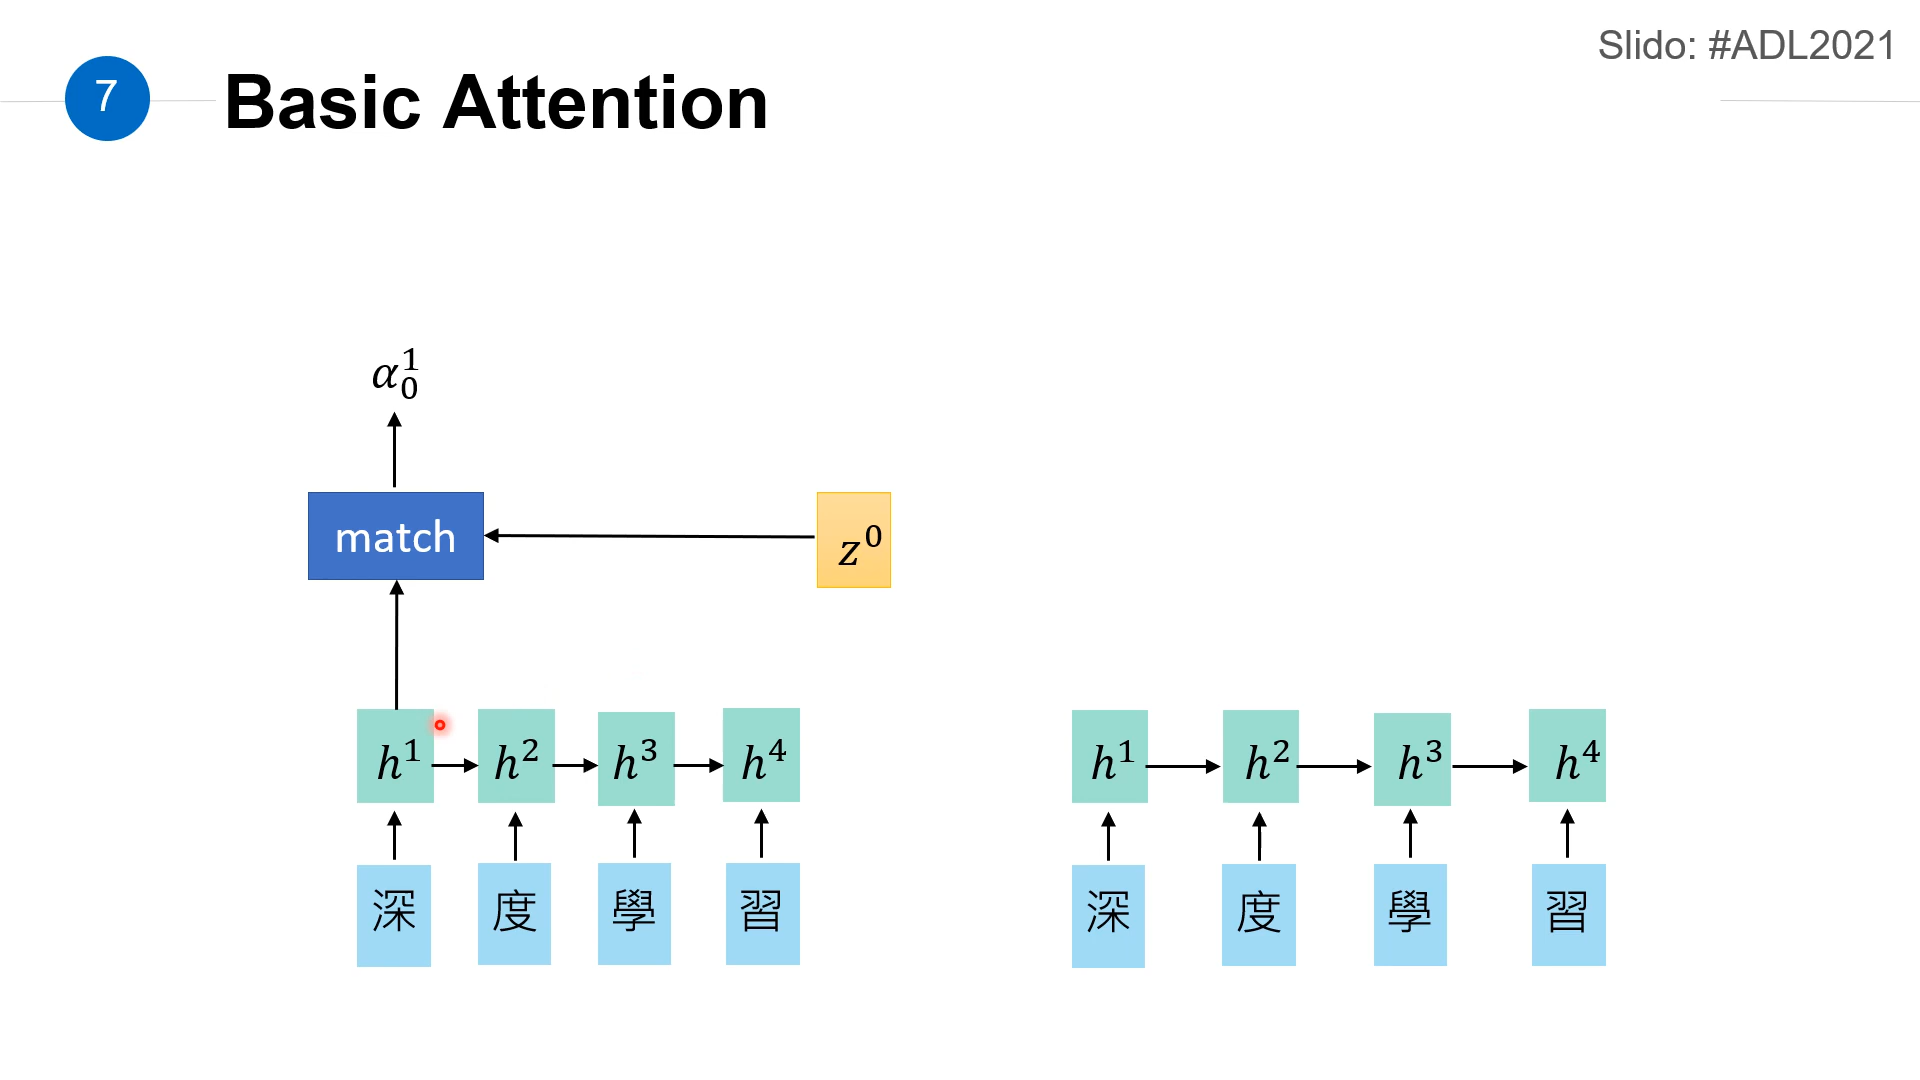 Slido: #ADL2021
7
Basic Attention
α₀¹
match
z⁰
h¹ h² h³ h⁴
h¹ h² h³ h⁴
深 度 學 習
深 度 學 習